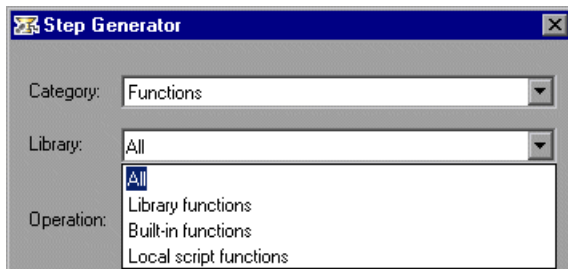 Step Generator
Category: Functions
Library: All
All
Library functions
Operation:
Built-in functions
Local script functions